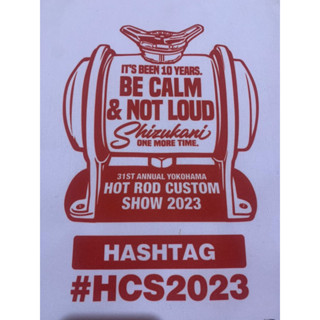 IT'S BEEN 10 YEARS.
BE CALM
& NOT LOUD
Shizukani
ONE MORE TIME.
31ST ANNUAL YOKOHAMA
HOT ROD CUSTOM
SHOW 2023
HASHTAG
#HCS2023